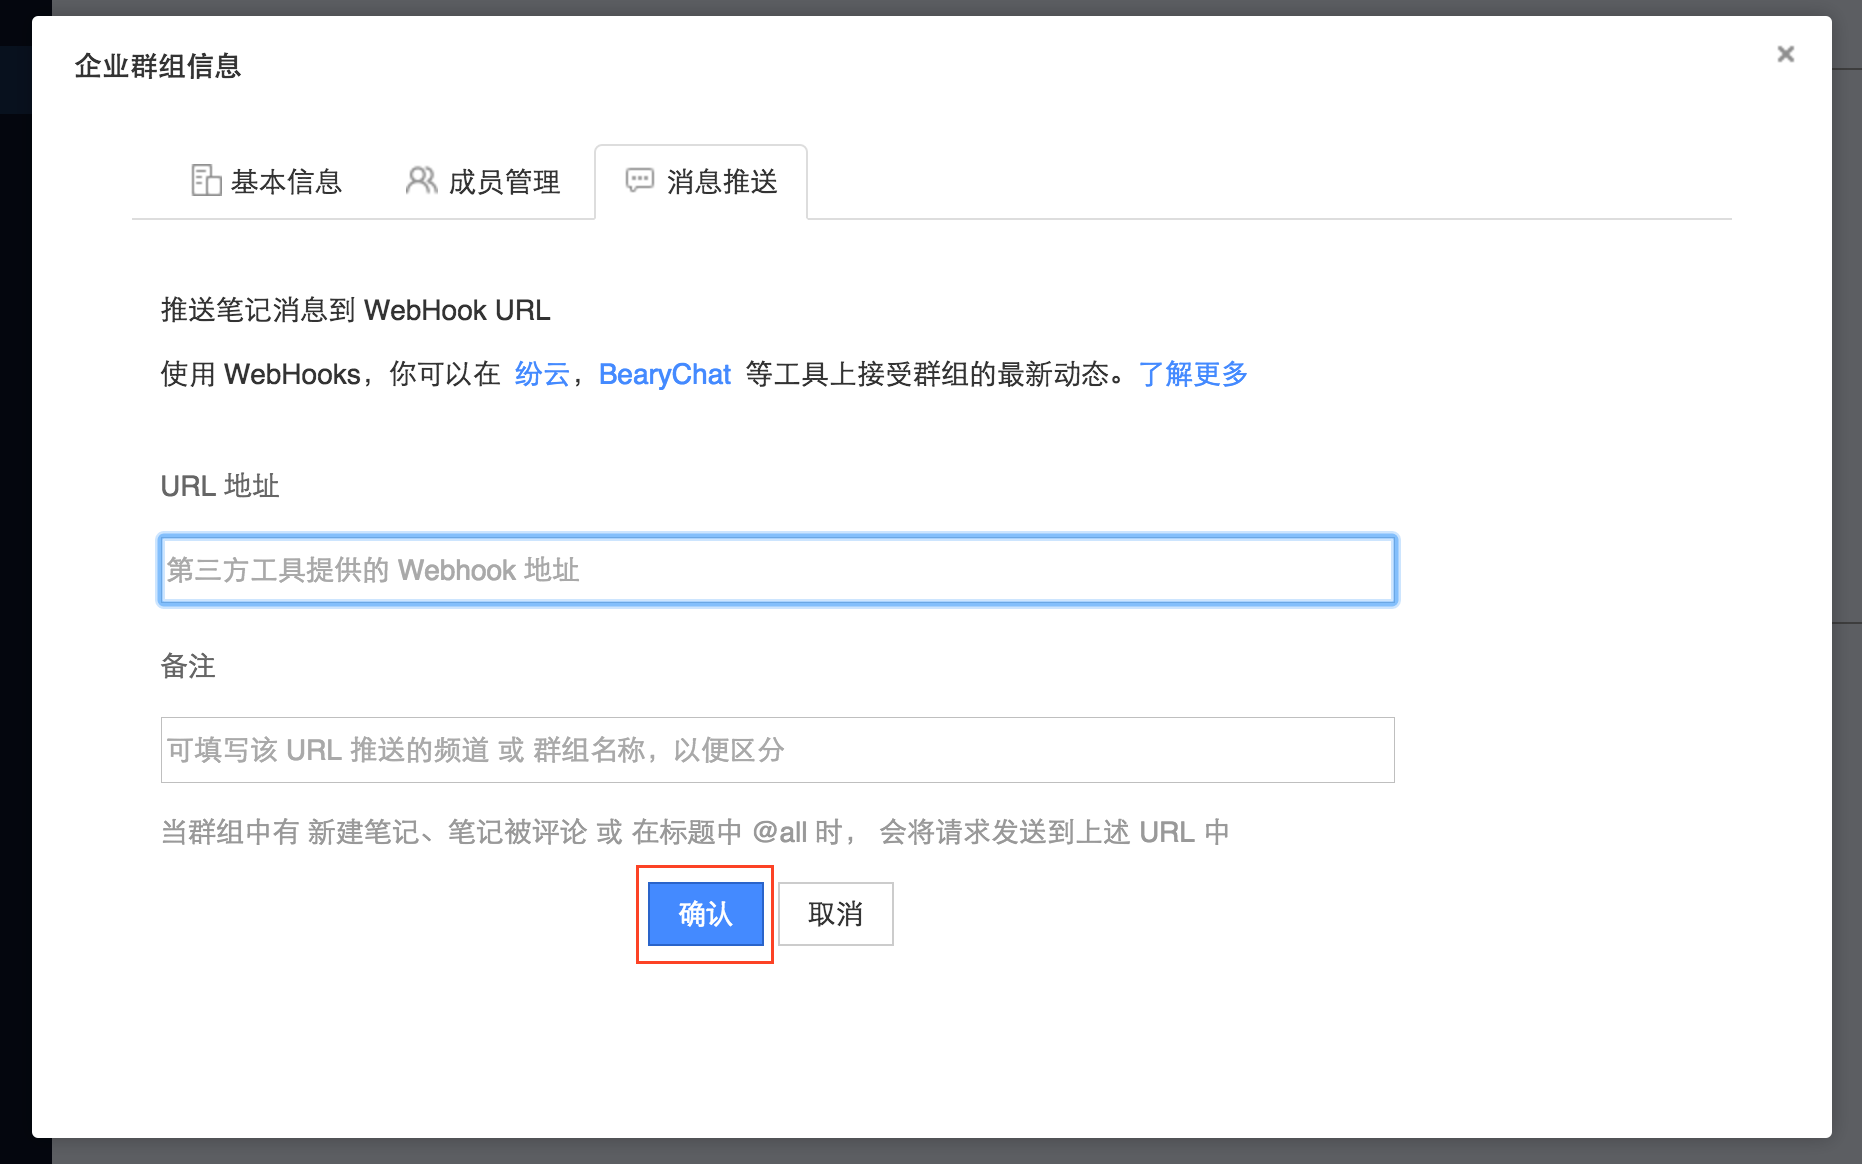 企业群组信息
基本信息 成员管理 消息推送
推送笔记消息到 WebHook URL
使用 WebHooks，你可以在 纷云，BearyChat 等工具上接受群组的最新动态。了解更多
URL 地址
第三方工具提供的 Webhook 地址
备注
可填写该 URL 推送的频道 或 群组名称，以便区分
当群组中有 新建笔记、笔记被评论 或 在标题中 @all 时， 会将请求发送到上述 URL 中
确认 取消